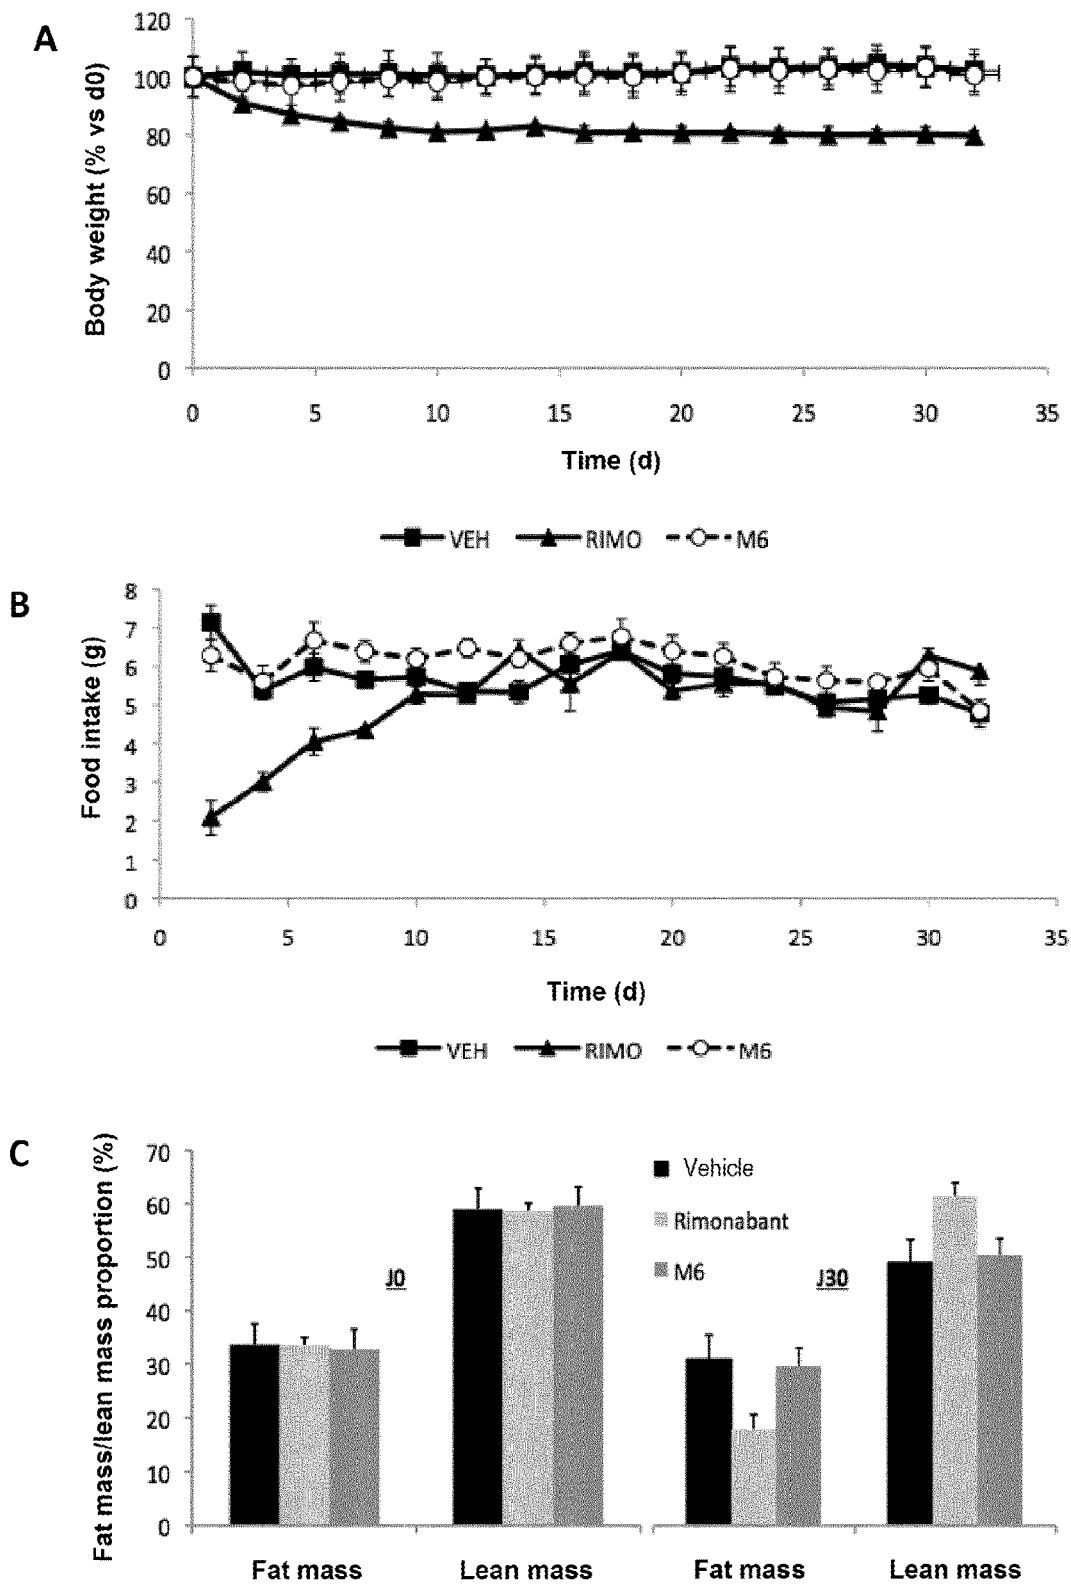 A
Body weight (% vs d0)
120
100
80
60
40
20
0
0 5 10 15 20 25 30 35
Time (d)
VEH RIMO M6
B
Food intake (g)
8
7
6
5
4
3
2
1
0
0 5 10 15 20 25 30 35
Time (d)
VEH RIMO M6
C
Fat mass/lean mass proportion (%)
70
60
50
40
30
20
10
0
J0
Vehicle
Rimonabant
M6
J30
Fat mass Lean mass Fat mass Lean mass